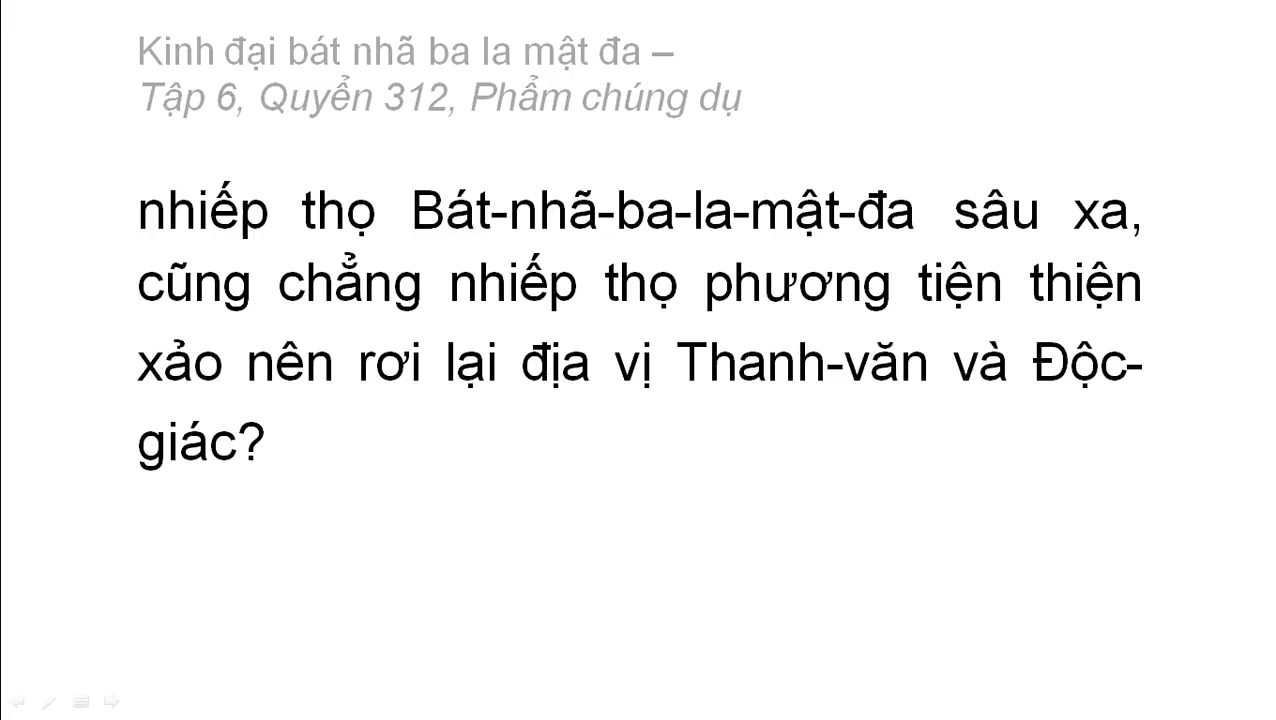 Kinh đại bát nhã ba la mật đa –
Tập 6, Quyển 312, Phẩm chúng dụ
nhiếp thọ Bát-nhã-ba-la-mật-đa sâu xa,
cũng chẳng nhiếp thọ phương tiện thiện
xảo nên rơi lại địa vị Thanh-văn và Độc-
giác?